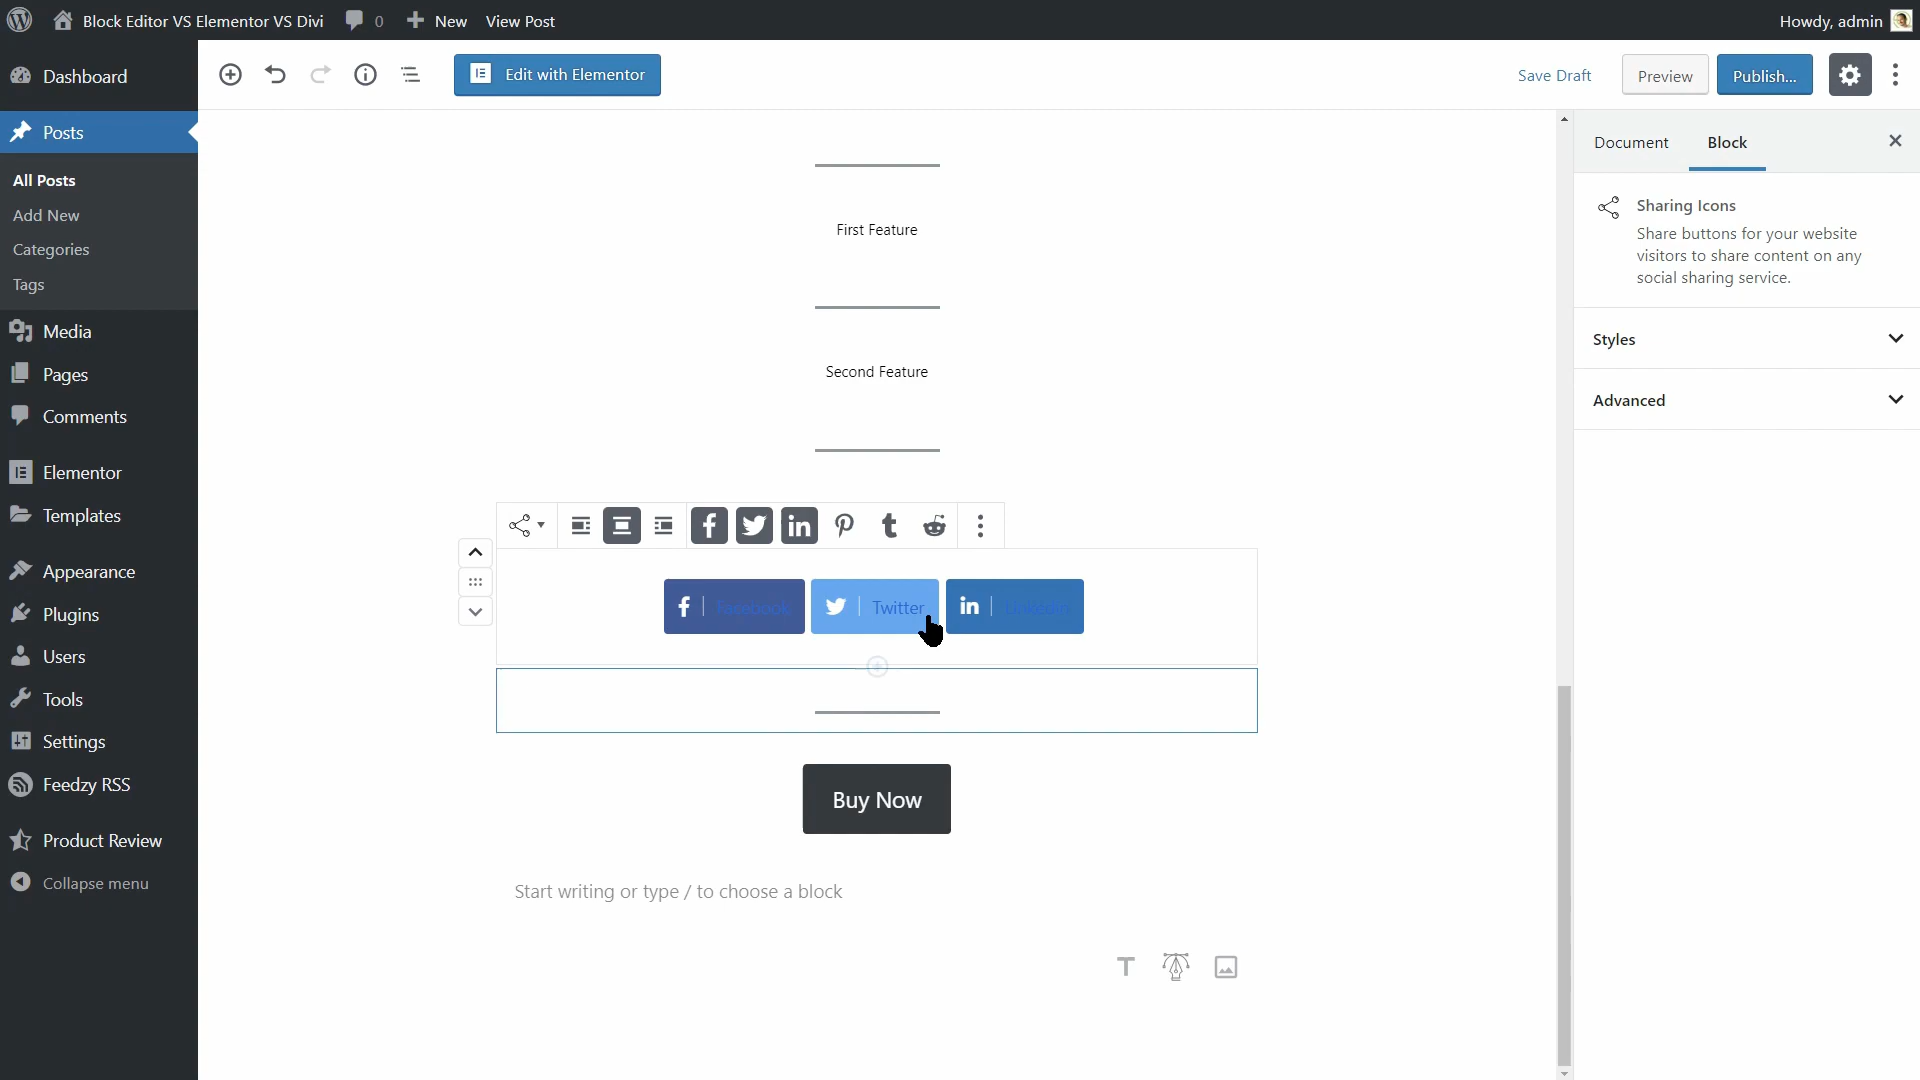 Block Editor VS Elementor VS Divi 0 New View Post Howdy, admin
Dashboard
Posts
All Posts
Add New
Categories
Tags
Media
Pages
Comments
Elementor
Templates
Appearance
Plugins
Users
Tools
Settings
Feedzy RSS
Product Review
Collapse menu
Edit with Elementor
Save Draft
Preview
Publish...
First Feature
Second Feature
Facebook
Twitter
Linkedin
Buy Now
Start writing or type / to choose a block
Document Block
Sharing Icons
Share buttons for your website
visitors to share content on any
social sharing service.
Styles
Advanced